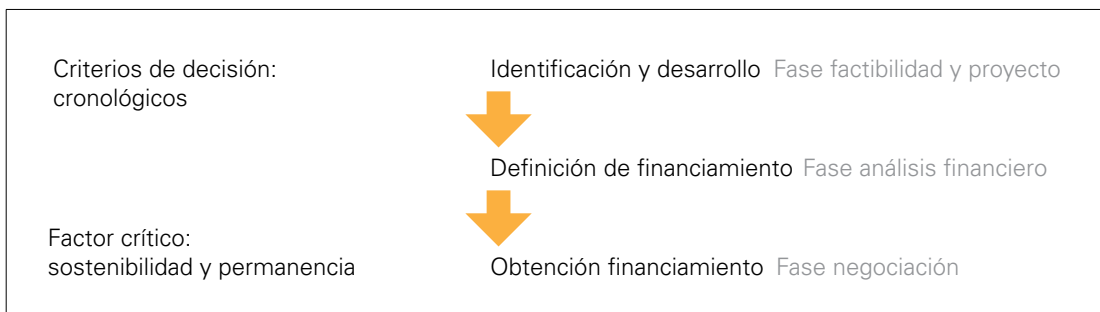 Criterios de decisión:
cronológicos
Identificación y desarrollo Fase factibilidad y proyecto
Definición de financiamiento Fase análisis financiero
Factor crítico:
sostenibilidad y permanencia
Obtención financiamiento Fase negociación